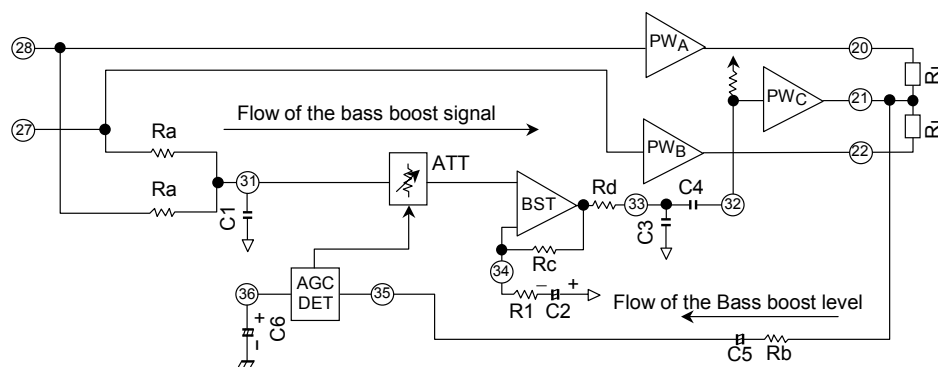 28
PWA
20
RL
PWC
21
Flow of the bass boost signal
27
Ra
RL
PWB
22
ATT
Ra
31
C1
BST
Rd
33
C4
32
C3
Rc
34
36
AGC
DET
35
R1
−
+
C2
Flow of the Bass boost level
+
−
C6
C5
Rb